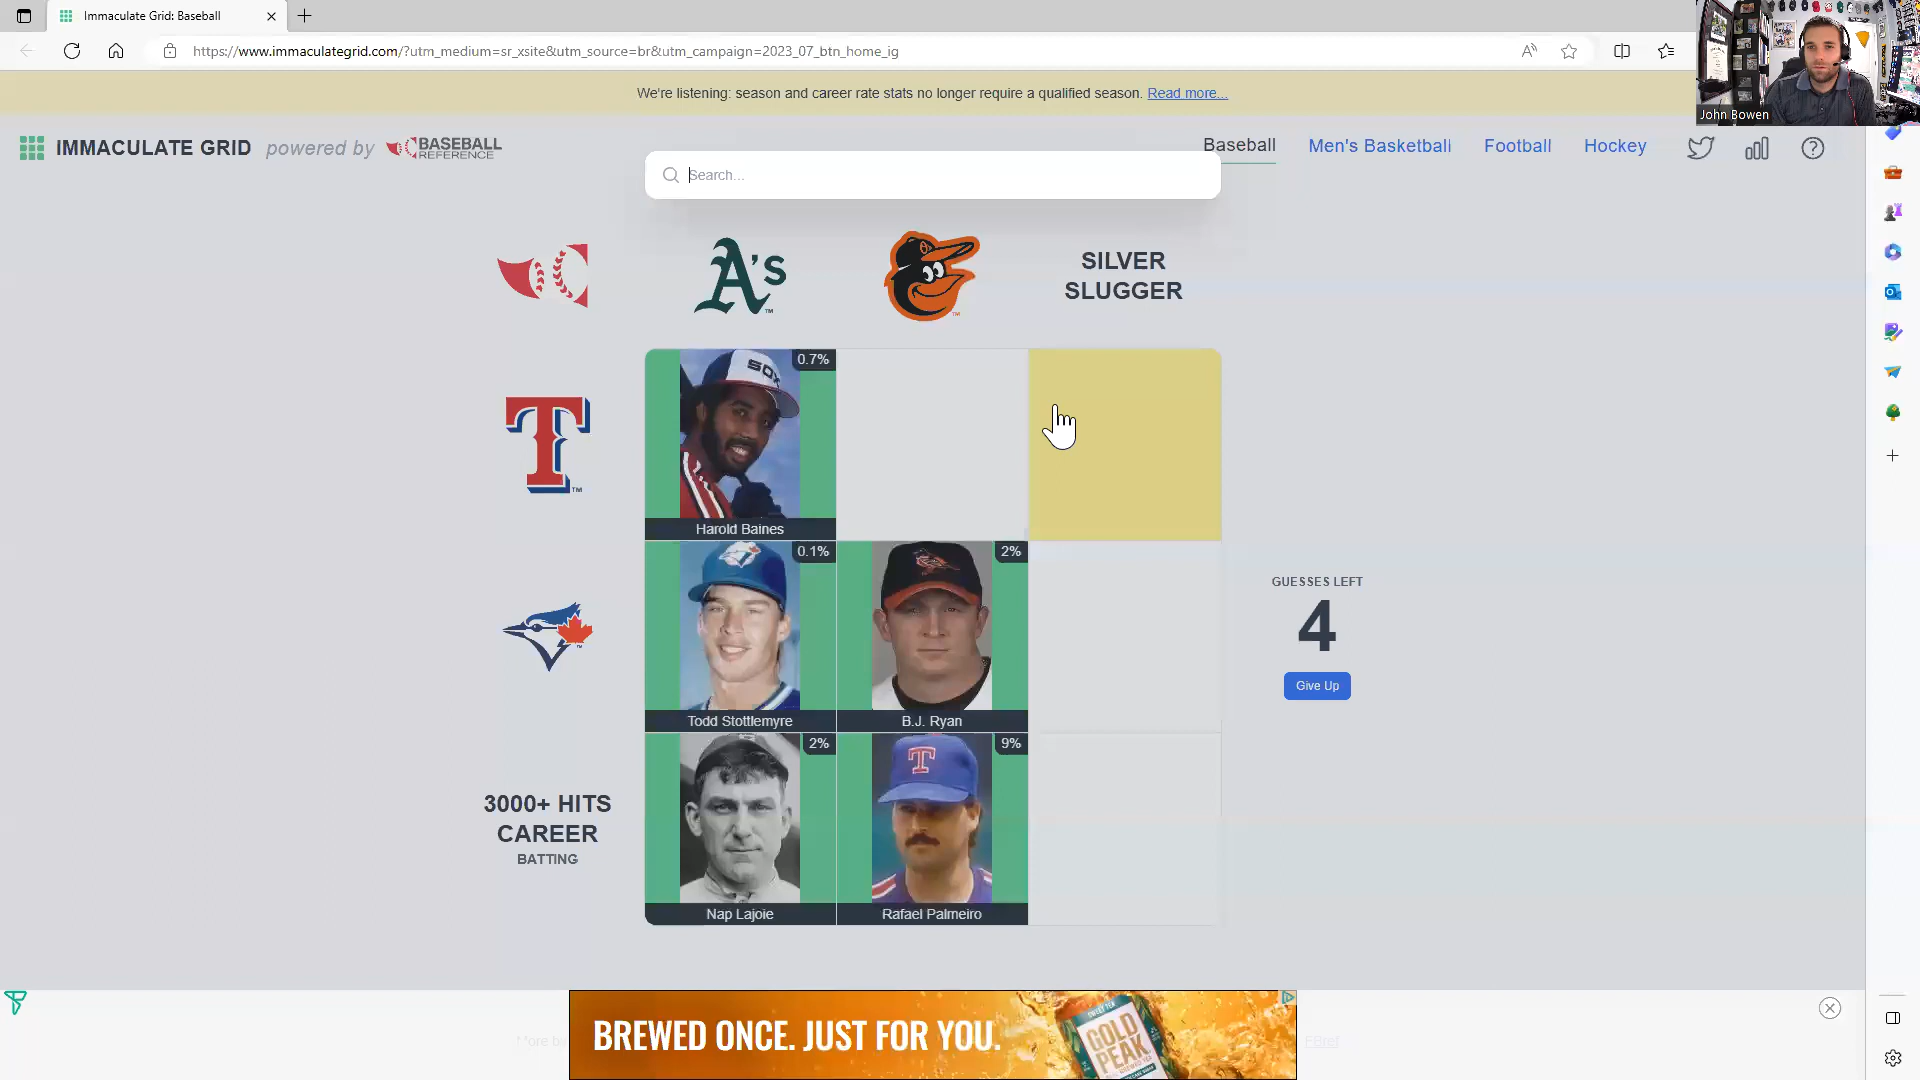 Immaculate Grid: Baseball
https://www.immaculategrid.com/?utm_medium=sr_xsite&utm_source=br&utm_campaign=2023_07_btn_home_ig
We're listening: season and career rate stats no longer require a qualified season. Read more...
John Bowen
IMMACULATE GRID powered by BASEBALL REFERENCE
Baseball Men's Basketball Football Hockey
Search...
A's
SILVER
SLUGGER
T
SOX
0.7%
Harold Baines
0.1%
2%
Todd Stottlemyre
B.J. Ryan
GUESSES LEFT
4
Give Up
3000+ HITS
CAREER
BATTING
2%
9%
T
Nap Lajoie
Rafael Palmeiro
BREWED ONCE. JUST FOR YOU.
GOLD
PEAK
FBref